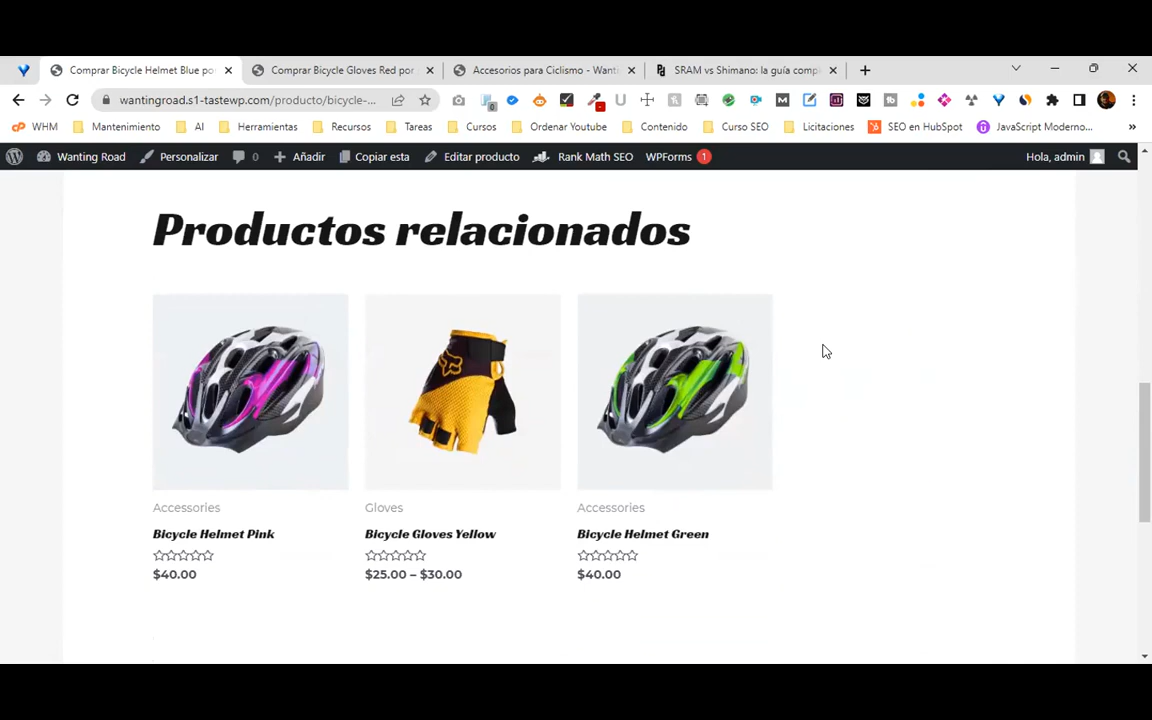 Comprar Bicycle Helmet Blue po
Comprar Bicycle Gloves Red por
Accesorios para Ciclismo - Wanti
SRAM vs Shimano: la guía compl
wantingroad.s1-tastewp.com/producto/bicycle-...
WHM
Mantenimiento
AI
Herramientas
Recursos
Tareas
Cursos
Ordenar Youtube
Contenido
Curso SEO
Licitaciones
SEO en HubSpot
JavaScript Moderno...
Wanting Road
Personalizar
0
Añadir
Copiar esta
Editar producto
Rank Math SEO
WPForms 1
Hola, admin
Productos relacionados
Accessories
Bicycle Helmet Pink
$40.00
Gloves
Bicycle Gloves Yellow
$25.00 – $30.00
Accessories
Bicycle Helmet Green
$40.00